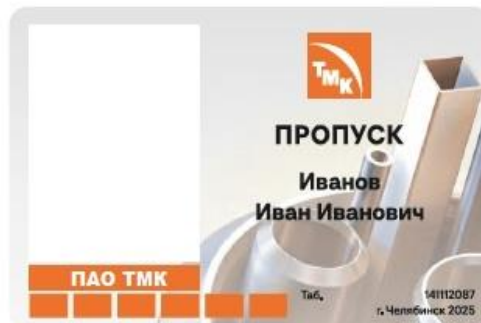 ТМК
ПРОПУСК
Иванов
Иван Иванович
ПАО ТМК
Таб. 141112087
г. Челябинск 2025